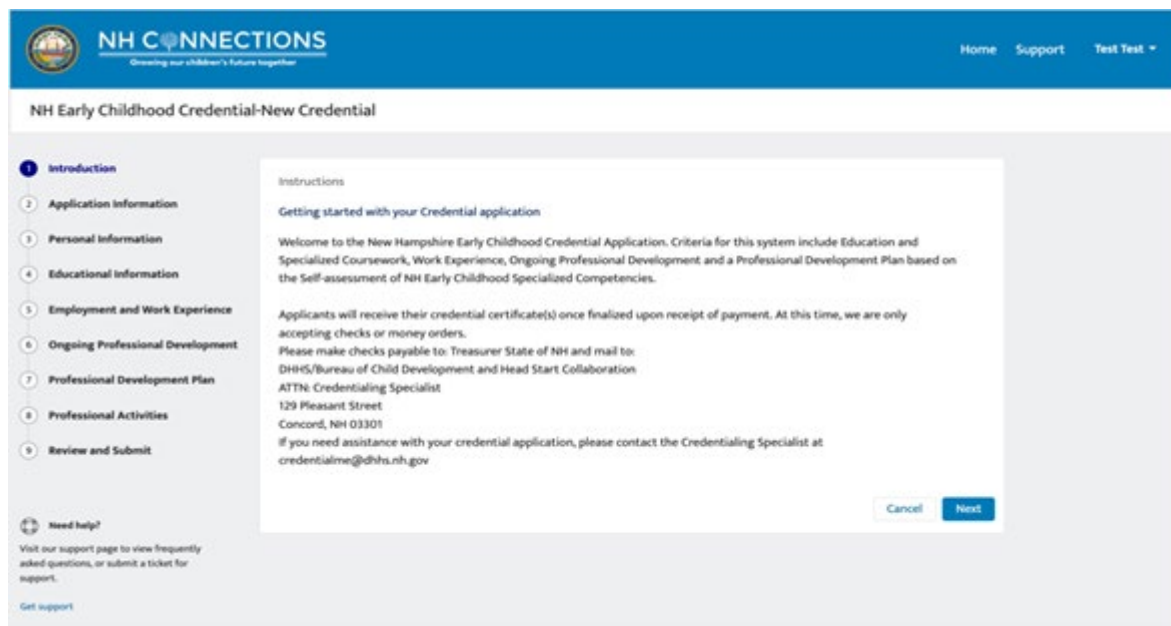 NH CONNECTIONS
Growing our children's future together
Home Support Test Test
NH Early Childhood Credential-New Credential
1 Introduction
2 Application Information
3 Personal Information
4 Educational Information
5 Employment and Work Experience
6 Ongoing Professional Development
7 Professional Development Plan
8 Professional Activities
9 Review and Submit
Need help?
Visit our support page to view frequently
asked questions, or submit a ticket for
support.
Get support
Instructions
Getting started with your Credential application
Welcome to the New Hampshire Early Childhood Credential Application. Criteria for this system include Education and
Specialized Coursework, Work Experience, Ongoing Professional Development and a Professional Development Plan based on
the Self-assessment of NH Early Childhood Specialized Competencies.
Applicants will receive their credential certificate(s) once finalized upon receipt of payment. At this time, we are only
accepting checks or money orders.
Please make checks payable to: Treasurer State of NH and mail to:
DHHS/Bureau of Child Development and Head Start Collaboration
ATTN: Credentialing Specialist
129 Pleasant Street
Concord, NH 03301
If you need assistance with your credential application, please contact the Credentialing Specialist at
credentialme@dhhs.nh.gov
Cancel Next